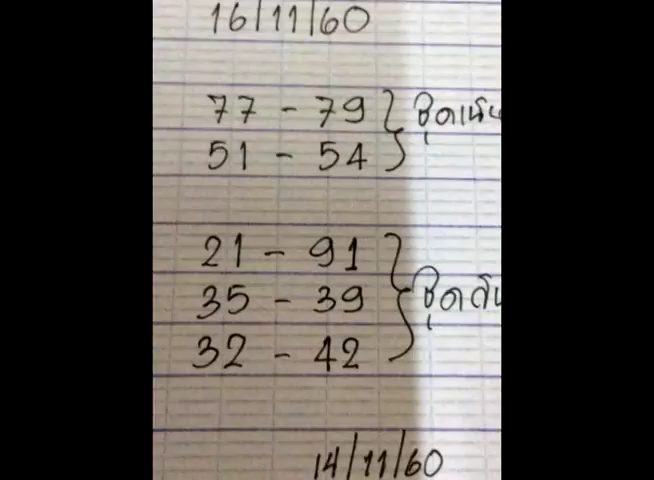 16/11/60
77 - 79
51 - 54
21 - 91
35 - 39
32 - 42
14/11/60